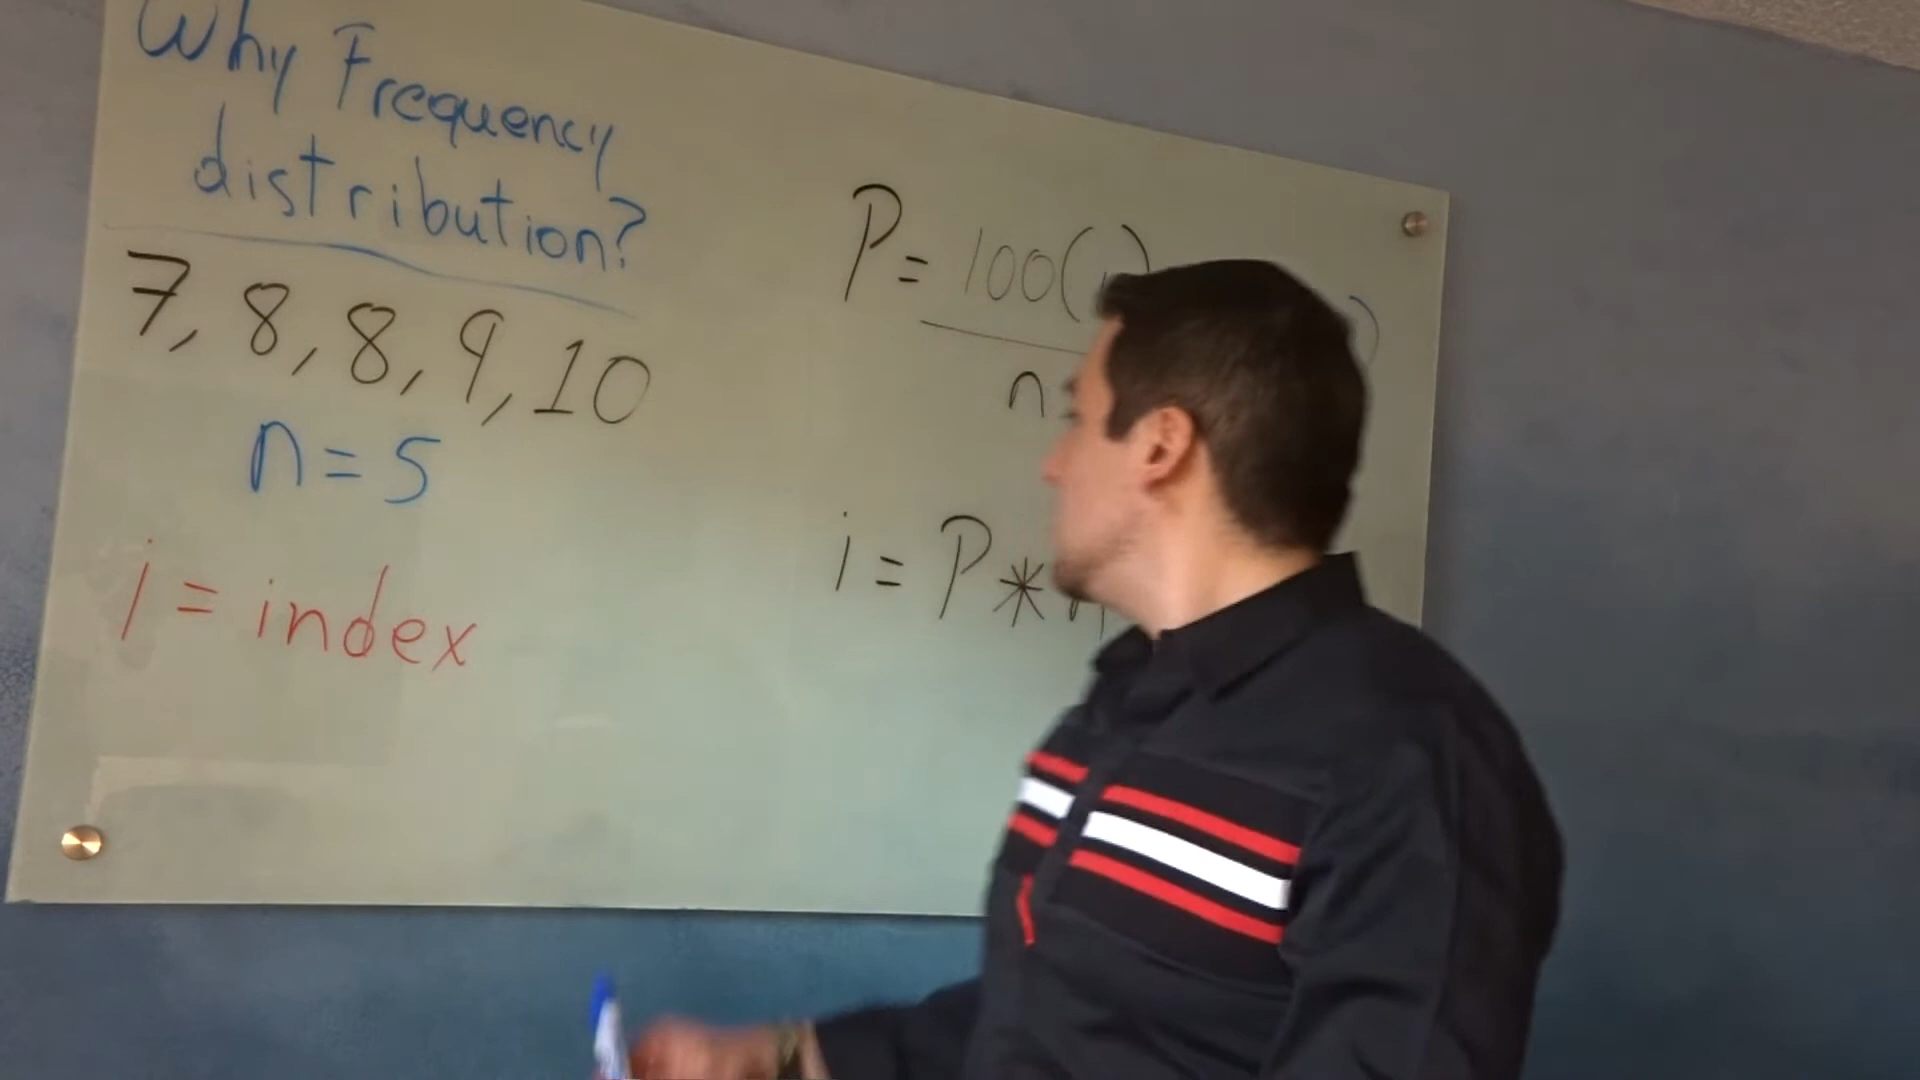 Why Frequency
distribution?
7, 8, 8, 9, 10
n = 5
i = index
P = 100(
n
i = P *